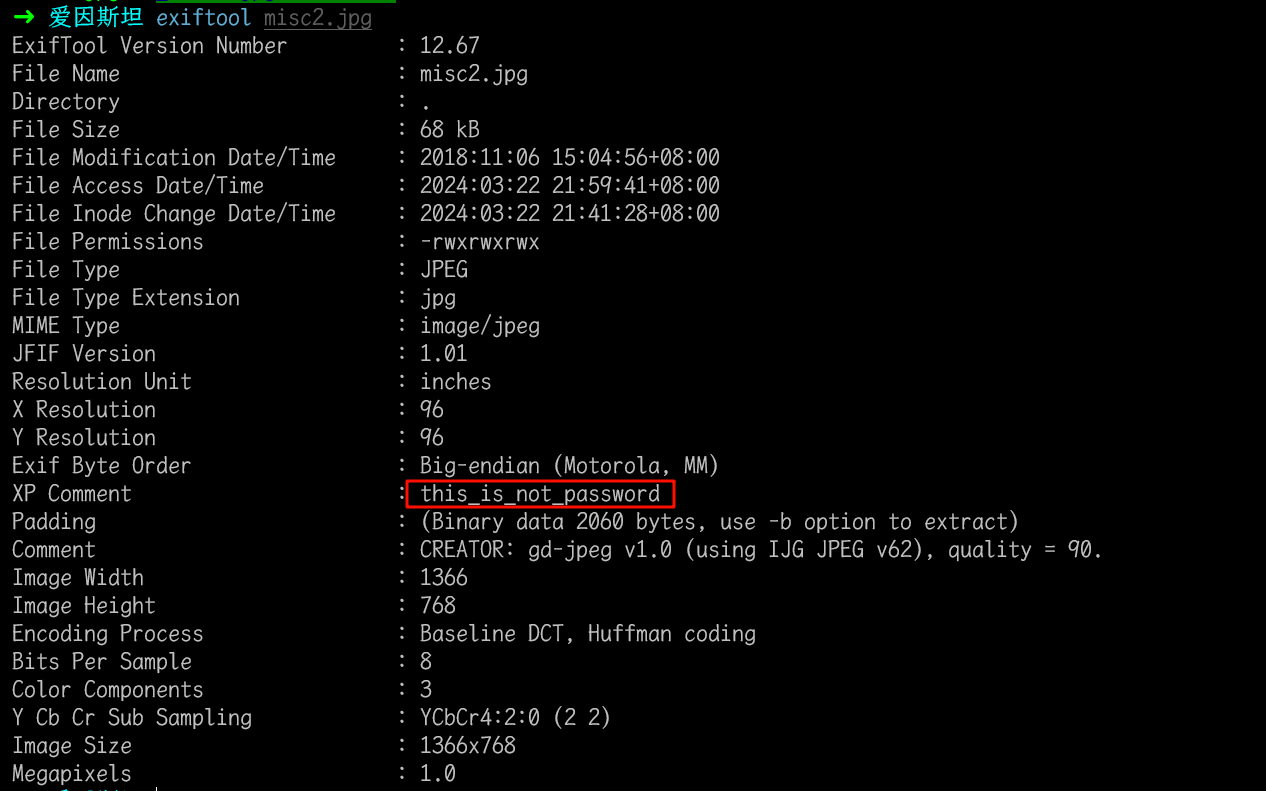 ➜ 爱因斯坦 exiftool misc2.jpg
ExifTool Version Number : 12.67
File Name : misc2.jpg
Directory : .
File Size : 68 kB
File Modification Date/Time : 2018:11:06 15:04:56+08:00
File Access Date/Time : 2024:03:22 21:59:41+08:00
File Inode Change Date/Time : 2024:03:22 21:41:28+08:00
File Permissions : -rwxrwxrwx
File Type : JPEG
File Type Extension : jpg
MIME Type : image/jpeg
JFIF Version : 1.01
Resolution Unit : inches
X Resolution : 96
Y Resolution : 96
Exif Byte Order : Big-endian (Motorola, MM)
XP Comment : this_is_not_password
Padding : (Binary data 2060 bytes, use -b option to extract)
Comment : CREATOR: gd-jpeg v1.0 (using IJG JPEG v62), quality = 90.
Image Width : 1366
Image Height : 768
Encoding Process : Baseline DCT, Huffman coding
Bits Per Sample : 8
Color Components : 3
Y Cb Cr Sub Sampling : YCbCr4:2:0 (2 2)
Image Size : 1366x768
Megapixels : 1.0